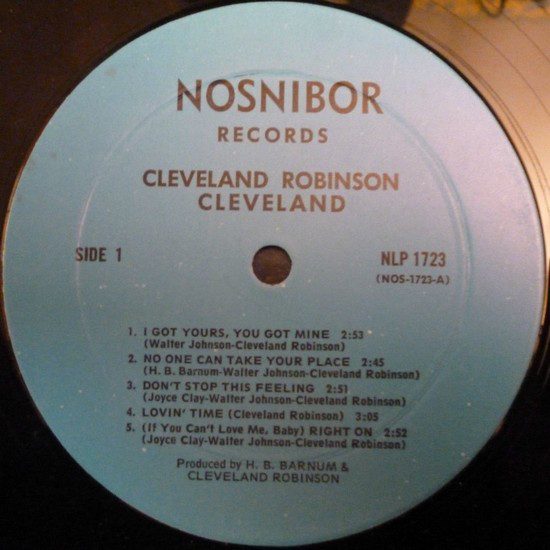 NOSNIBOR
RECORDS
CLEVELAND ROBINSON
CLEVELAND
SIDE 1
NLP 1723
(NOS-1723-A)
1. I GOT YOURS, YOU GOT MINE 2:53
(Walter Johnson-Cleveland Robinson)
2. NO ONE CAN TAKE YOUR PLACE 2:45
(H. B. Barnum-Walter Johnson-Cleveland Robinson)
3. DON'T STOP THIS FEELING 2:51
(Joyce Clay-Walter Johnson-Cleveland Robinson)
4. LOVIN' TIME (Cleveland Robinson) 3:05
5. (If You Can't Love Me, Baby) RIGHT ON 2:52
(Joyce Clay-Walter Johnson-Cleveland Robinson)
Produced by H. B. BARNUM &
CLEVELAND ROBINSON